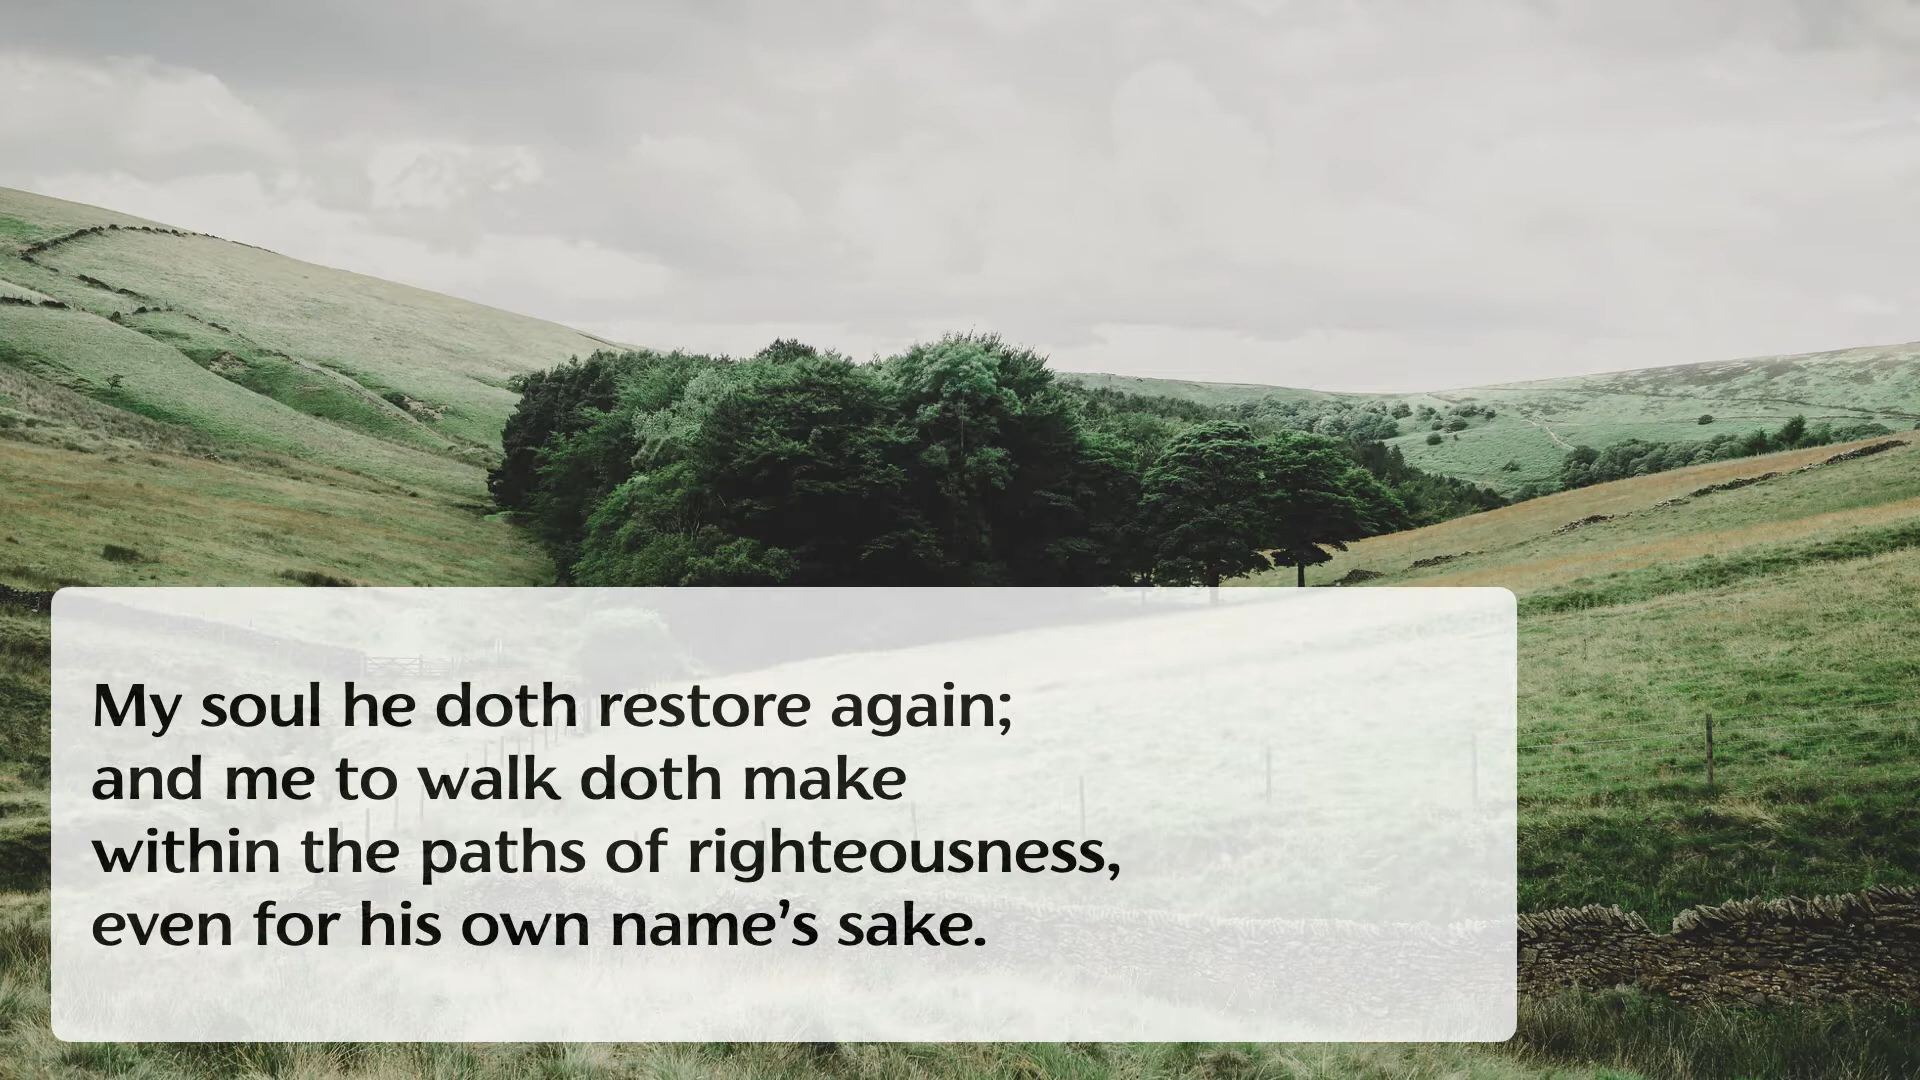 My soul he doth restore again;
and me to walk doth make
within the paths of righteousness,
even for his own name’s sake.